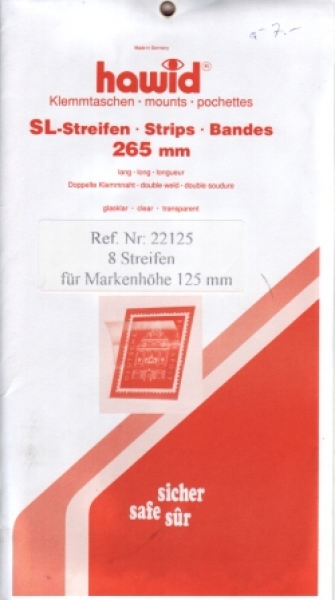 a 7.-
Made in Germany
hawid®
Klemmtaschen · mounts · pochettes
SL-Streifen · Strips · Bandes
265 mm
lang · long · longueur
Doppelte Klemmnaht · double weld · double soudure
glasklar · clear · transparent
Ref. Nr: 22125
8 Streifen
für Markenhöhe 125 mm
sicher
safe
sûr